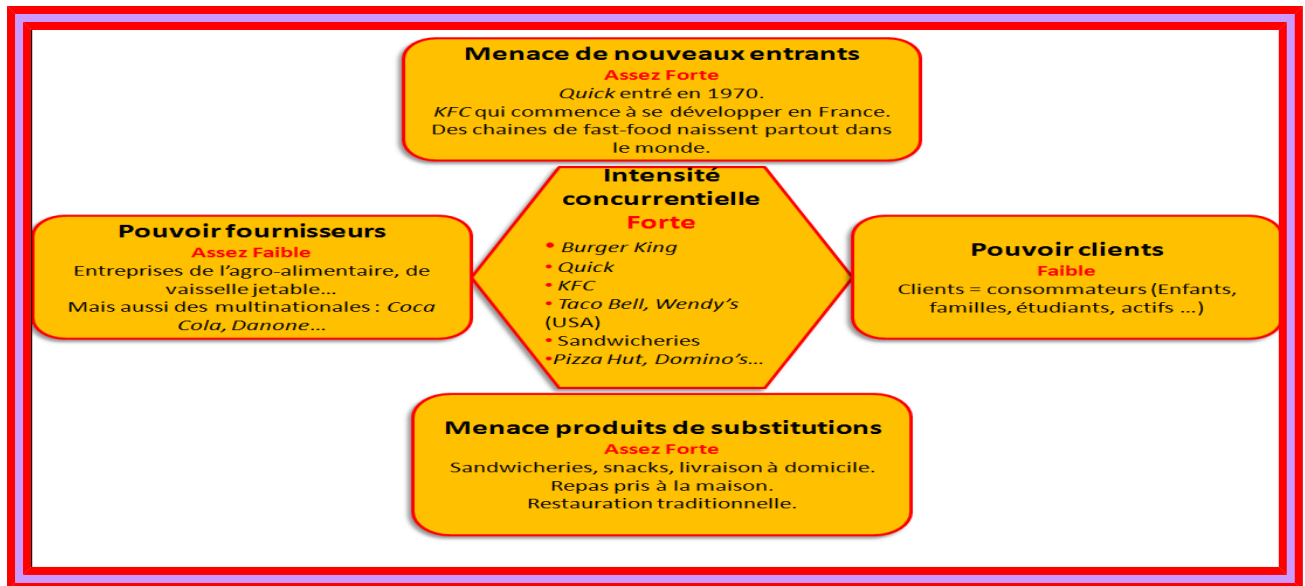 Menace de nouveaux entrants
Assez Forte
Quick entré en 1970.
KFC qui commence à se développer en France.
Des chaines de fast-food naissent partout dans
le monde.
Intensité
concurrentielle
Forte
• Burger King
• Quick
• KFC
• Taco Bell, Wendy’s
(USA)
• Sandwicheries
•Pizza Hut, Domino’s…
Pouvoir fournisseurs
Assez Faible
Entreprises de l’agro-alimentaire, de
vaisselle jetable…
Mais aussi des multinationales : Coca
Cola, Danone…
Pouvoir clients
Faible
Clients = consommateurs (Enfants,
familles, étudiants, actifs …)
Menace produits de substitutions
Assez Forte
Sandwicheries, snacks, livraison à domicile.
Repas pris à la maison.
Restauration traditionnelle.